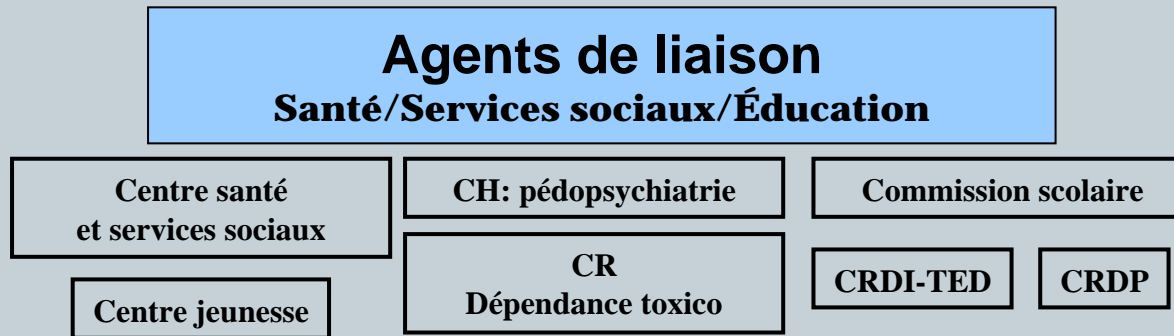 Agents de liaison
Santé/Services sociaux/Éducation
Centre santé
et services sociaux
CH: pédopsychiatrie
Commission scolaire
Centre jeunesse
CR
Dépendance toxico
CRDI-TED
CRDP